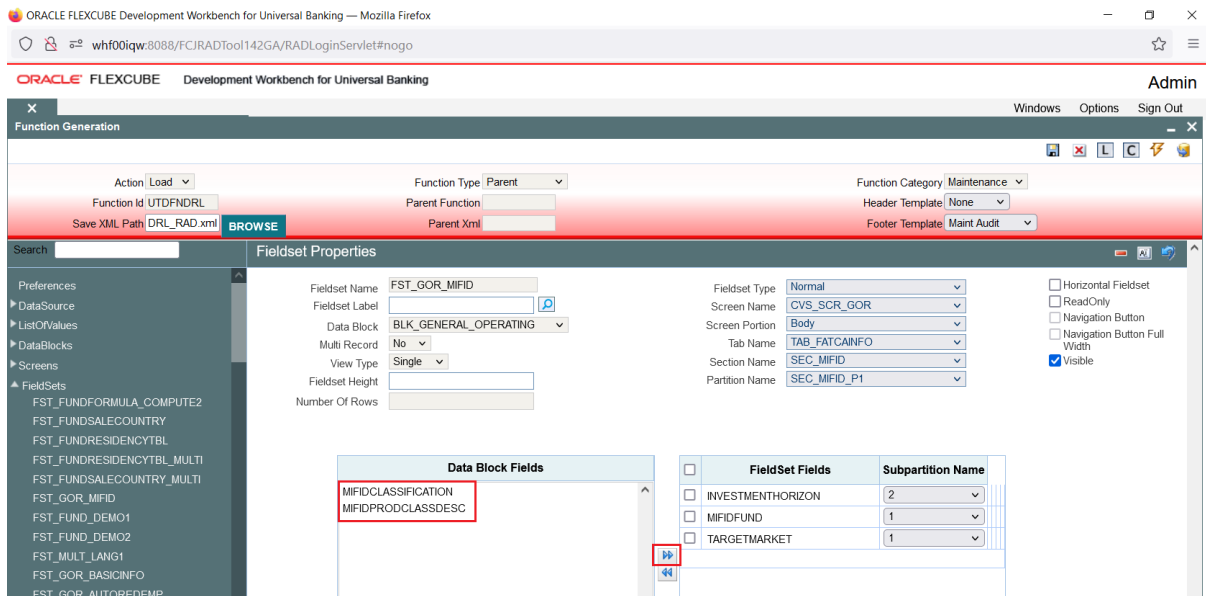 ORACLE FLEXCUBE Development Workbench for Universal Banking — Mozilla Firefox
whf00iqw:8088/FCJRADTool142GA/RADLoginServlet#nogo
ORACLE® FLEXCUBE Development Workbench for Universal Banking
Admin
Windows Options Sign Out
Function Generation
L C
Action Load Function Type Parent Function Category Maintenance
Function Id UTDFNDRL Parent Function Header Template None
Save XML Path DRL_RAD.xml BROWSE Parent Xml Footer Template Maint Audit
Search
Fieldset Properties
Preferences
DataSource
ListOfValues
DataBlocks
Screens
FieldSets
FST_FUNDFORMULA_COMPUTE2
FST_FUNDSALECOUNTRY
FST_FUNDRESIDENCYTBL
FST_FUNDRESIDENCYTBL_MULTI
FST_FUNDSALECOUNTRY_MULTI
FST_GOR_MIFID
FST_FUND_DEMO1
FST_FUND_DEMO2
FST_MULT_LANG1
FST_GOR_BASICINFO
FST_GOR_AUTOREDEMP
Fieldset Name FST_GOR_MIFID
Fieldset Label
Data Block BLK_GENERAL_OPERATING
Multi Record No
View Type Single
Fieldset Height
Number Of Rows
Fieldset Type Normal
Screen Name CVS_SCR_GOR
Screen Portion Body
Tab Name TAB_FATCAINFO
Section Name SEC_MIFID
Partition Name SEC_MIFID_P1
Horizontal Fieldset
ReadOnly
Navigation Button
Navigation Button Full
Width
Visible
Data Block Fields
MIFIDCLASSIFICATION
MIFIDPRODCLASSDESC
FieldSet Fields Subpartition Name
INVESTMENTHORIZON 2
MIFIDFUND 1
TARGETMARKET 1